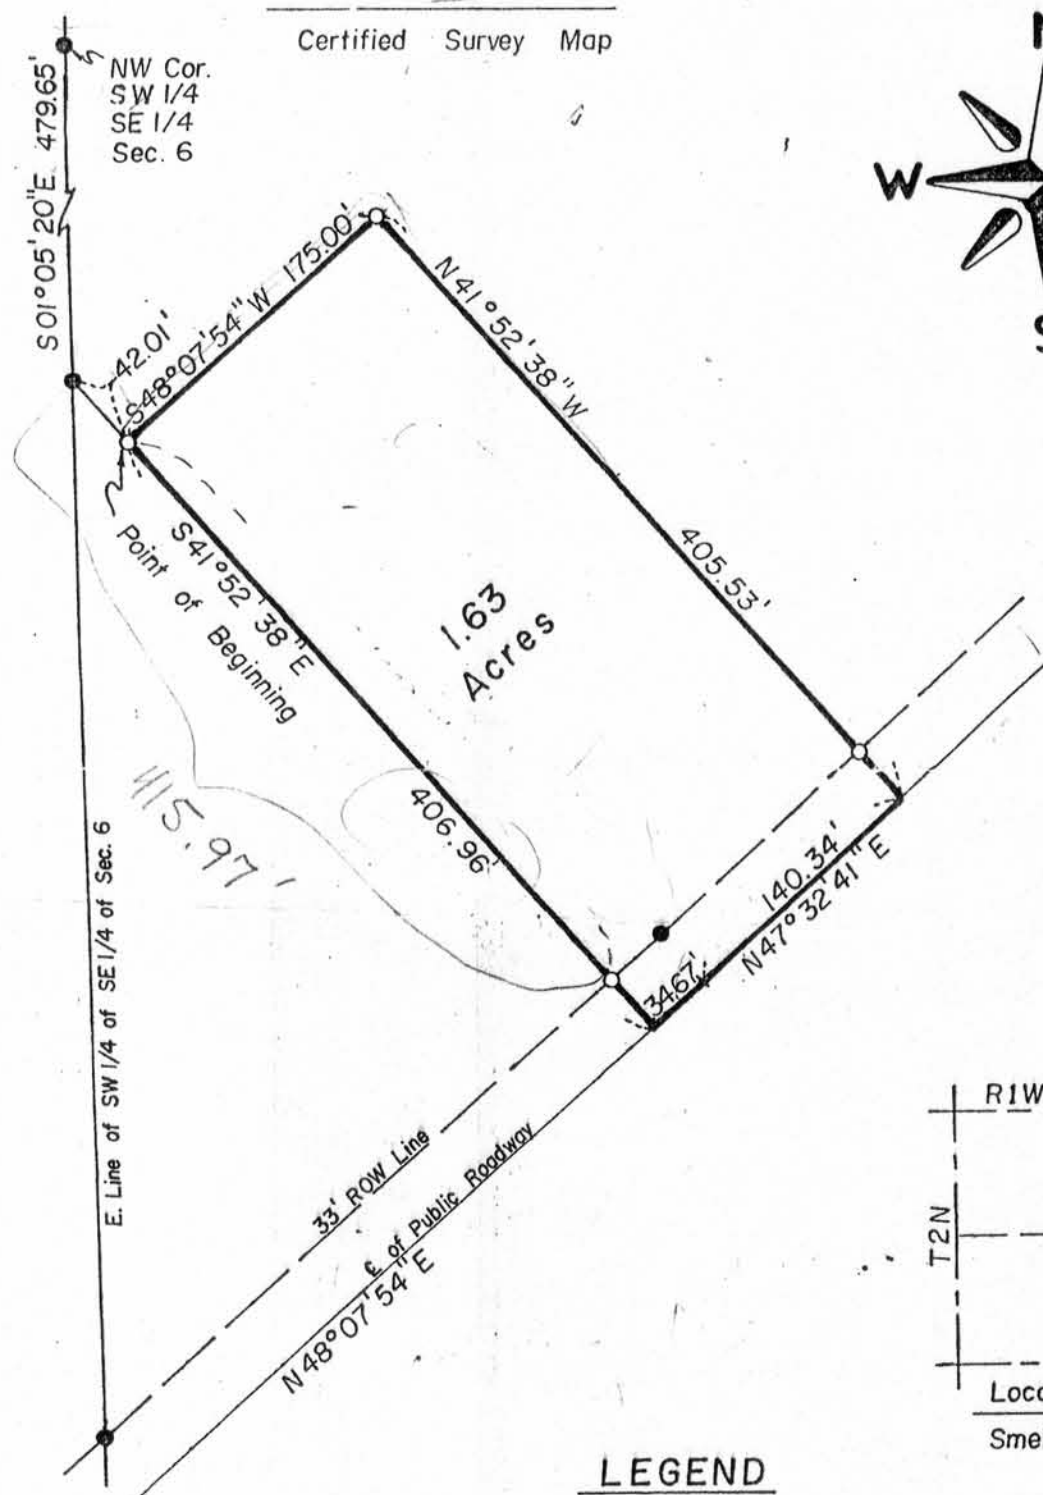 Certified Survey Map
NW Cor.
SW 1/4
SE 1/4
Sec. 6
S 01° 05' 20" E 479.65'
W
42.01'
S48° 07' 54" W 175.00'
N 41° 52' 38" W
405.53'
Point of Beginning
S41° 52' 38" E
406.96'
1.63
Acres
415.97'
140.34'
N47° 32' 41" E
34.67'
E. Line of SW 1/4 of SE 1/4 of Sec. 6
33' ROW Line
℄ of Public Roadway
N 48° 07' 54" E
R1W
T2N
LEGEND